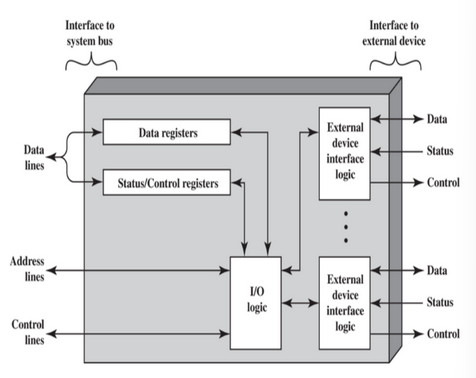 Interface to
system bus
Interface to
external device
Data registers
Data
lines
Status/Control registers
External
device
interface
logic
Data
Status
Control
Address
lines
I/O
logic
Control
lines
External
device
interface
logic
Data
Status
Control